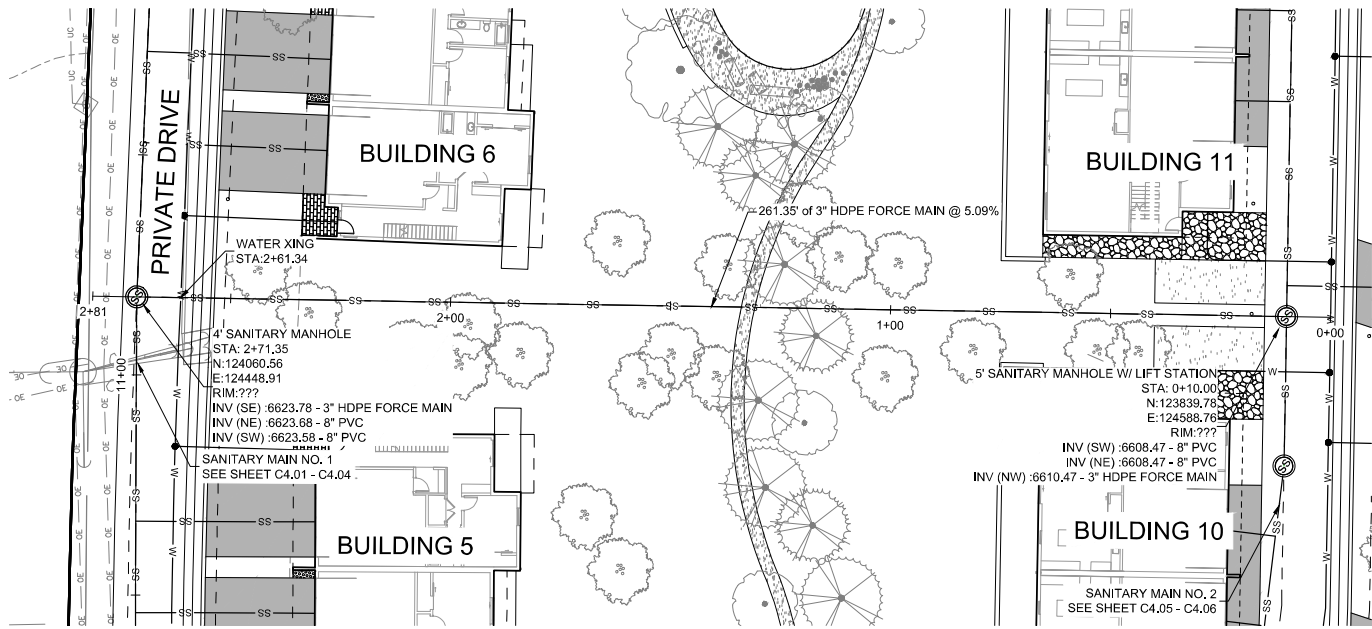 UC
OE
SS
W
PRIVATE DRIVE
BUILDING 6
BUILDING 11
261.35' of 3" HDPE FORCE MAIN @ 5.09%
WATER XING
STA:2+61.34
2+81
2+00
1+00
0+00
11+00
4' SANITARY MANHOLE
STA: 2+71.35
N:124060.56
E:124448.91
RIM:???
INV (SE) :6623.78 - 3" HDPE FORCE MAIN
INV (NE) :6623.68 - 8" PVC
INV (SW) :6623.58 - 8" PVC
SANITARY MAIN NO. 1
SEE SHEET C4.01 - C4.04
5' SANITARY MANHOLE W/ LIFT STATION
STA: 0+10.00
N:123839.78
E:124588.76
RIM:???
INV (SW) :6608.47 - 8" PVC
INV (NE) :6608.47 - 8" PVC
INV (NW) :6610.47 - 3" HDPE FORCE MAIN
BUILDING 5
BUILDING 10
SANITARY MAIN NO. 2
SEE SHEET C4.05 - C4.06